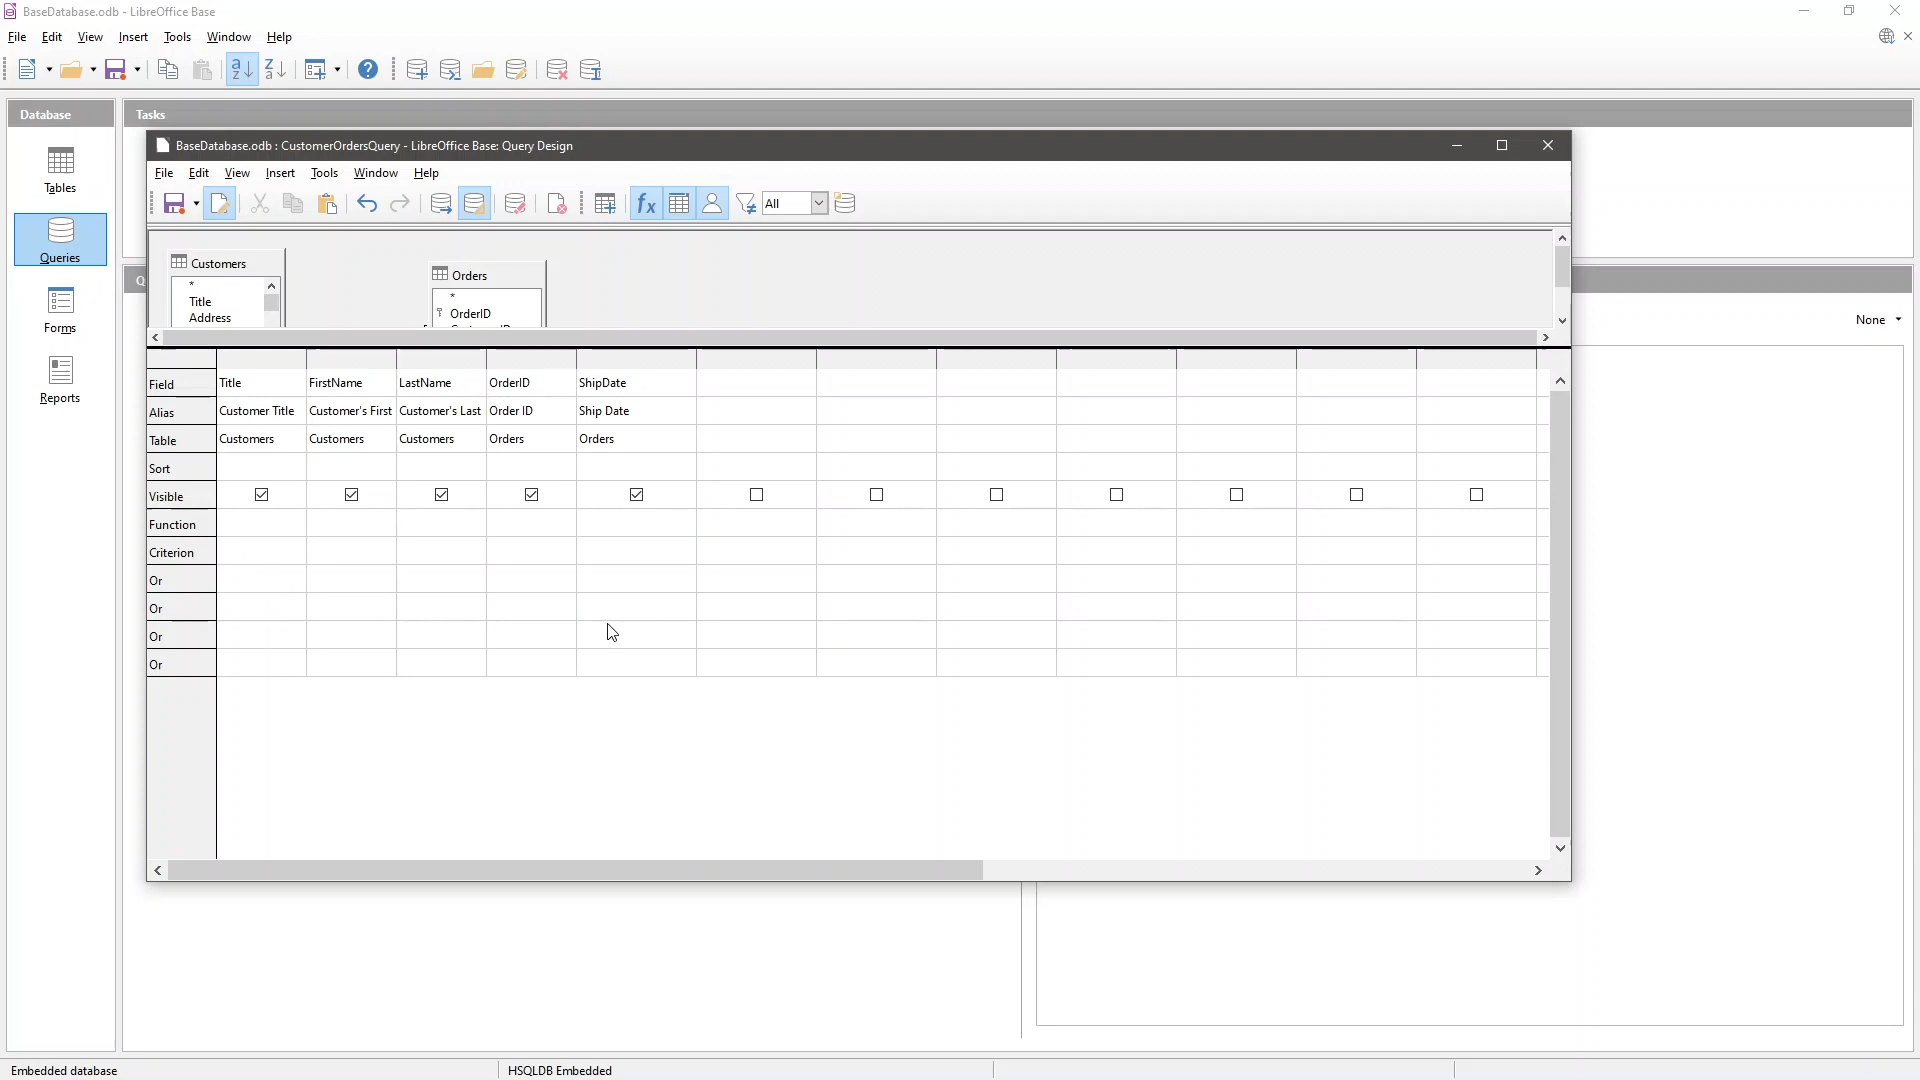 BaseDatabase.odb - LibreOffice Base
File Edit View Insert Tools Window Help
Database
Tasks
Tables
Queries
Forms
Reports
None
BaseDatabase.odb : CustomerOrdersQuery - LibreOffice Base: Query Design
File Edit View Insert Tools Window Help
All
Customers
*
Title
Address
Orders
*
OrderID
Field Title FirstName LastName OrderID ShipDate
Alias Customer Title Customer's First Customer's Last Order ID Ship Date
Table Customers Customers Customers Orders Orders
Sort
Visible
Function
Criterion
Or
Or
Or
Or
Embedded database HSQLDB Embedded